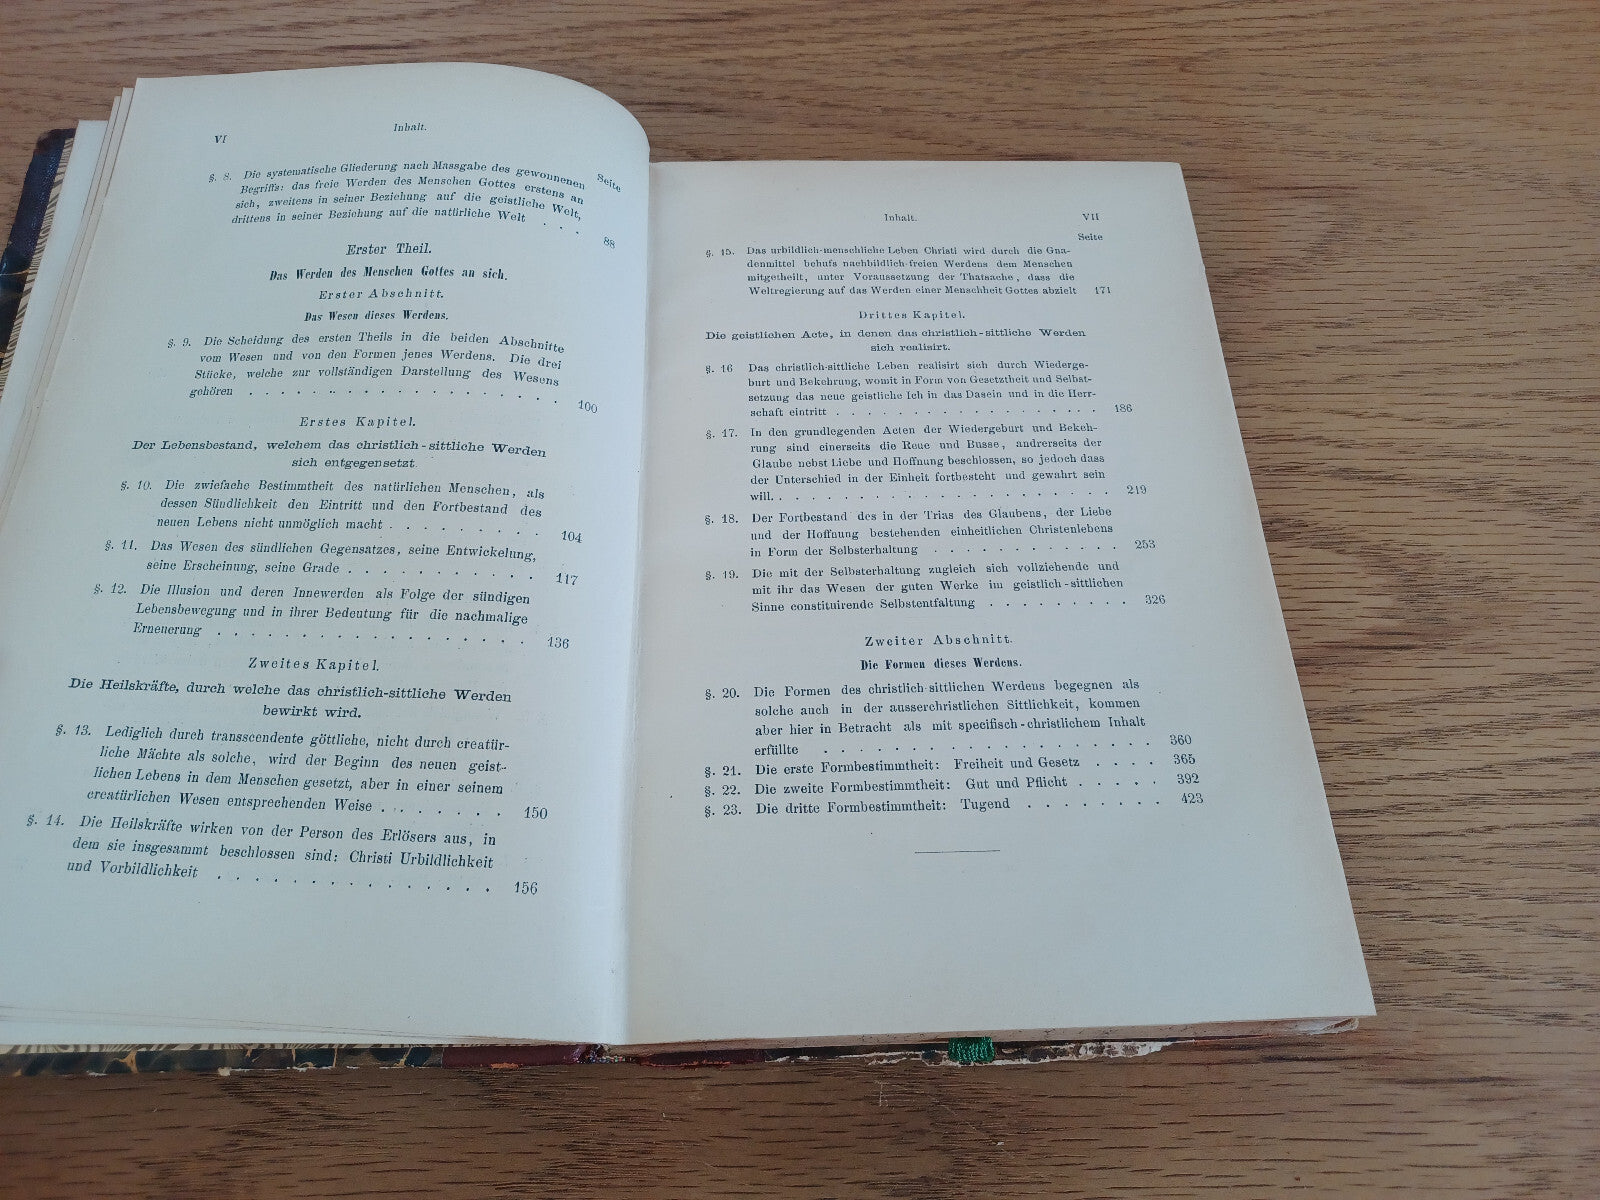 VI
Inhalt.
Seite
§. 8. Die systematische Gliederung nach Massgabe des gewonnenen
Begriffs: das freie Werden des Menschen Gottes erstens an
sich, zweitens in seiner Beziehung auf die geistliche Welt,
drittens in seiner Beziehung auf die natürliche Welt . . . 88
Erster Theil.
Das Werden des Menschen Gottes an sich.
Erster Abschnitt.
Das Wesen dieses Werdens.
§. 9. Die Scheidung des ersten Theils in die beiden Abschnitte
vom Wesen und von den Formen jenes Werdens. Die drei
Stücke, welche zur vollständigen Darstellung des Wesens
gehören . . . . . . . . . . . . . . . . . . . 100
Erstes Kapitel.
Der Lebensbestand, welchem das christlich-sittliche Werden
sich entgegensetzt
§. 10. Die zwiefache Bestimmtheit des natürlichen Menschen, als
dessen Sündlichkeit den Eintritt und den Fortbestand des
neuen Lebens nicht unmöglich macht . . . . . . . . . 104
§. 11. Das Wesen des sündlichen Gegensatzes, seine Entwickelung,
seine Erscheinung, seine Grade . . . . . . . . . . . 117
§. 12. Die Illusion und deren Innewerden als Folge der sündigen
Lebensbewegung und in ihrer Bedeutung für die nachmalige
Erneuerung . . . . . . . . . . . . . . . . . . 136
Zweites Kapitel.
Die Heilskräfte, durch welche das christlich-sittliche Werden
bewirkt wird.
§. 13. Lediglich durch transscendente göttliche, nicht durch creatür-
liche Mächte als solche, wird der Beginn des neuen geist-
lichen Lebens in dem Menschen gesetzt, aber in einer seinem
creatürlichen Wesen entsprechenden Weise . . . . . . . 150
§. 14. Die Heilskräfte wirken von der Person des Erlösers aus, in
dem sie insgesammt beschlossen sind: Christi Urbildlichkeit
und Vorbildlichkeit . . . . . . . . . . . . . . . 156
Inhalt.
VII
Seite
§. 15. Das urbildlich-menschliche Leben Christi wird durch die Gna-
denmittel behufs nachbildlich-freien Werdens dem Menschen
mitgetheilt, unter Voraussetzung der Thatsache, dass die
Weltregierung auf das Werden einer Menschheit Gottes abzielt 171
Drittes Kapitel.
Die geistlichen Acte, in denen das christlich-sittliche Werden
sich realisirt.
§. 16 Das christlich-sittliche Leben realisirt sich durch Wiederge-
burt und Bekehrung, womit in Form von Gesetztheit und Selbst-
setzung das neue geistliche Ich in das Dasein und in die Herr-
schaft eintritt . . . . . . . . . . . . . . . . . . 186
§. 17. In den grundlegenden Acten der Wiedergeburt und Bekeh-
rung sind einerseits die Reue und Busse, andrerseits der
Glaube nebst Liebe und Hoffnung beschlossen, so jedoch dass
der Unterschied in der Einheit fortbesteht und gewahrt sein
will. . . . . . . . . . . . . . . . . . . . . . 219
§. 18. Der Fortbestand des in der Trias des Glaubens, der Liebe
und der Hoffnung bestehenden einheitlichen Christenlebens
in Form der Selbsterhaltung . . . . . . . . . . . . 253
§. 19. Die mit der Selbsterhaltung zugleich sich vollziehende und
mit ihr das Wesen der guten Werke im geistlich-sittlichen
Sinne constituirende Selbstentfaltung . . . . . . . . . 326
Zweiter Abschnitt.
Die Formen dieses Werdens.
§. 20. Die Formen des christlich-sittlichen Werdens begegnen als
solche auch in der ausserchristlichen Sittlichkeit, kommen
aber hier in Betracht als mit specifisch-christlichem Inhalt
erfüllte . . . . . . . . . . . . . . . . . . . 360
§. 21. Die erste Formbestimmtheit: Freiheit und Gesetz . . . . 365
§. 22. Die zweite Formbestimmtheit: Gut und Pflicht . . . . . 392
§. 23. Die dritte Formbestimmtheit: Tugend . . . . . . . . 423